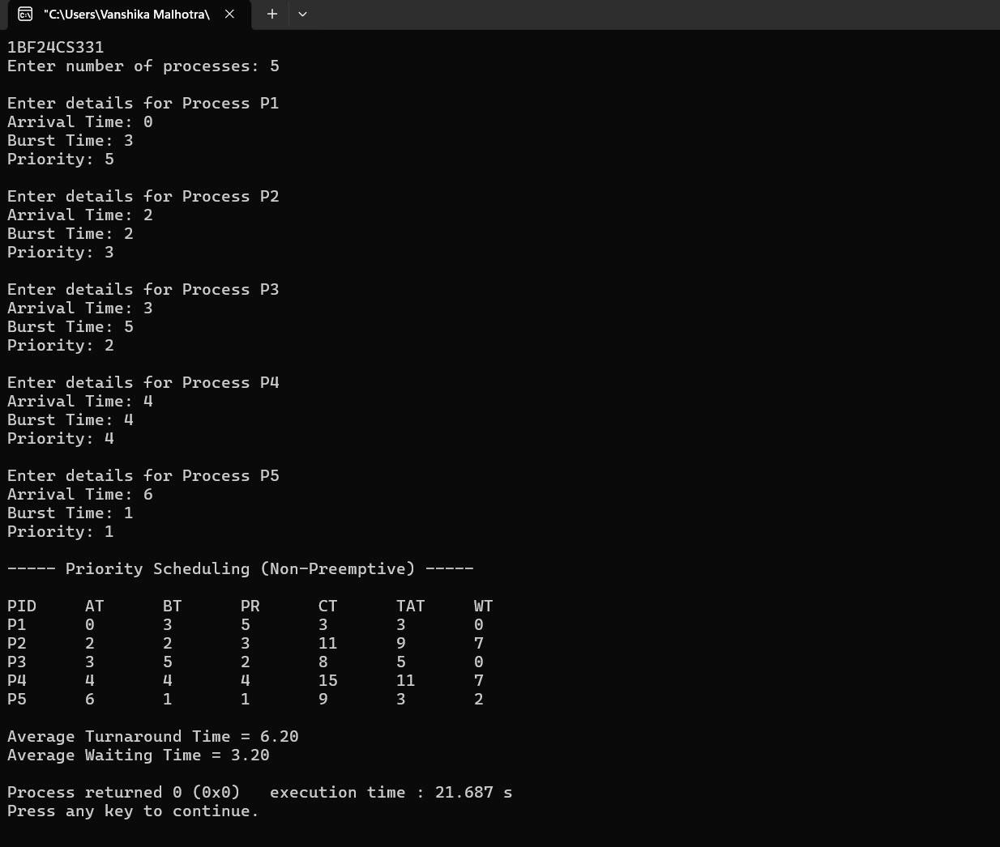 "C:\Users\Vanshika Malhotra\
1BF24CS331
Enter number of processes: 5
Enter details for Process P1
Arrival Time: 0
Burst Time: 3
Priority: 5
Enter details for Process P2
Arrival Time: 2
Burst Time: 2
Priority: 3
Enter details for Process P3
Arrival Time: 3
Burst Time: 5
Priority: 2
Enter details for Process P4
Arrival Time: 4
Burst Time: 4
Priority: 4
Enter details for Process P5
Arrival Time: 6
Burst Time: 1
Priority: 1
----- Priority Scheduling (Non-Preemptive) -----
PID AT BT PR CT TAT WT
P1 0 3 5 3 3 0
P2 2 2 3 11 9 7
P3 3 5 2 8 5 0
P4 4 4 4 15 11 7
P5 6 1 1 9 3 2
Average Turnaround Time = 6.20
Average Waiting Time = 3.20
Process returned 0 (0x0)   execution time : 21.687 s
Press any key to continue.